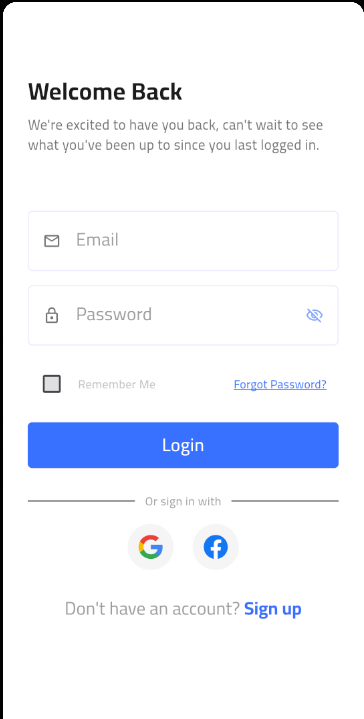 Welcome Back
We're excited to have you back, can't wait to see
what you've been up to since you last logged in.
Email
Password
Remember Me
Forgot Password?
Login
Or sign in with
Don't have an account? Sign up